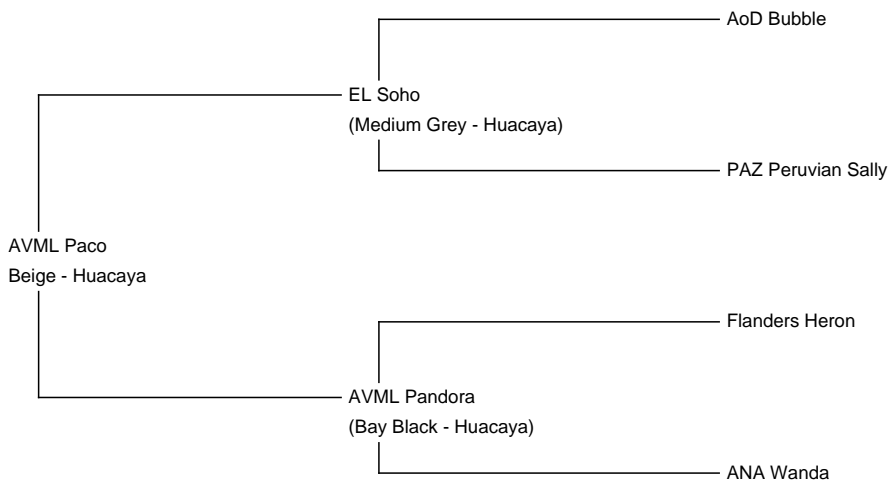 AoD Bubble
EL Soho
(Medium Grey - Huacaya)
PAZ Peruvian Sally
AVML Paco
Beige - Huacaya
Flanders Heron
AVML Pandora
(Bay Black - Huacaya)
ANA Wanda